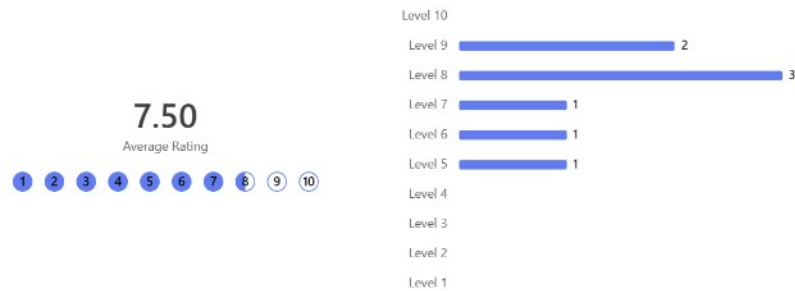 7.50
Average Rating
1 2 3 4 5 6 7 8 9 10
Level 10
Level 9 2
Level 8 3
Level 7 1
Level 6 1
Level 5 1
Level 4
Level 3
Level 2
Level 1